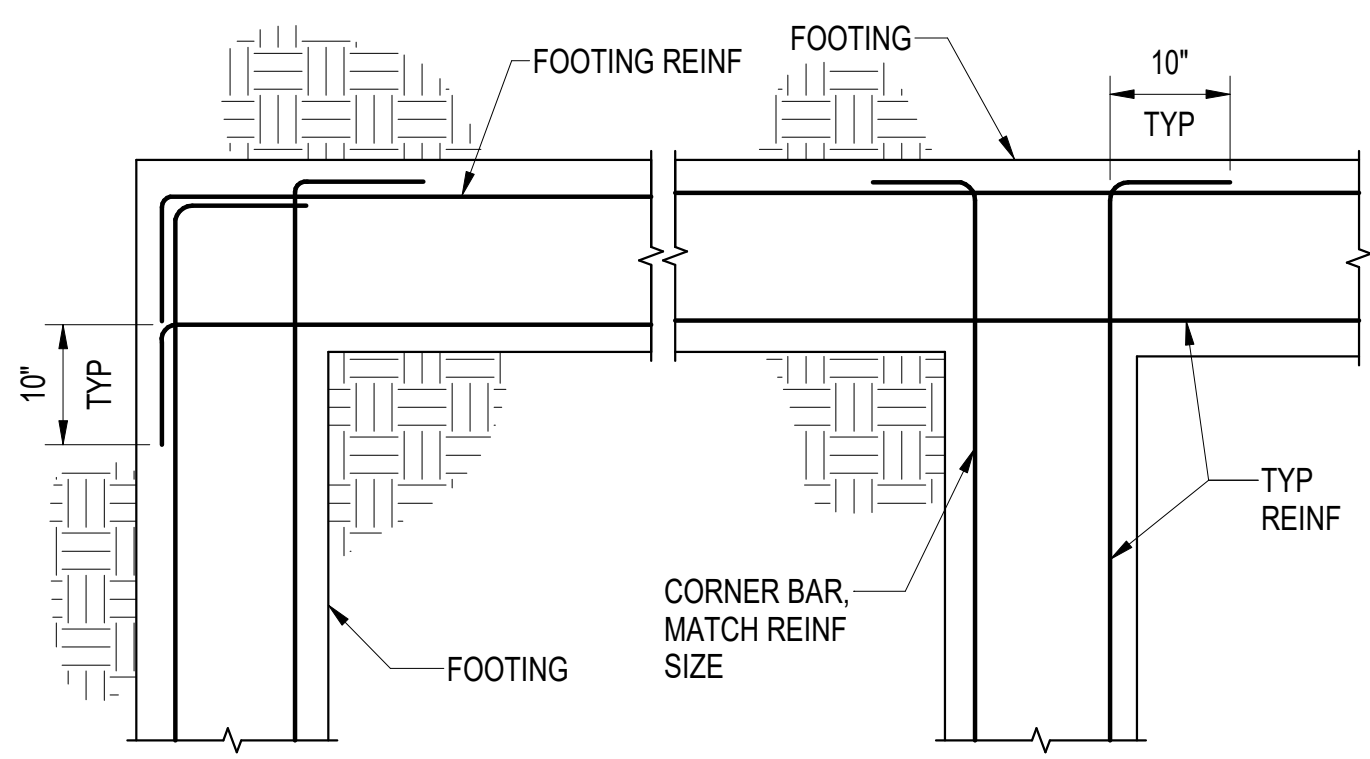 FOOTING REINF
FOOTING
10"
TYP
10"
TYP
TYP
REINF
CORNER BAR,
MATCH REINF
SIZE
FOOTING